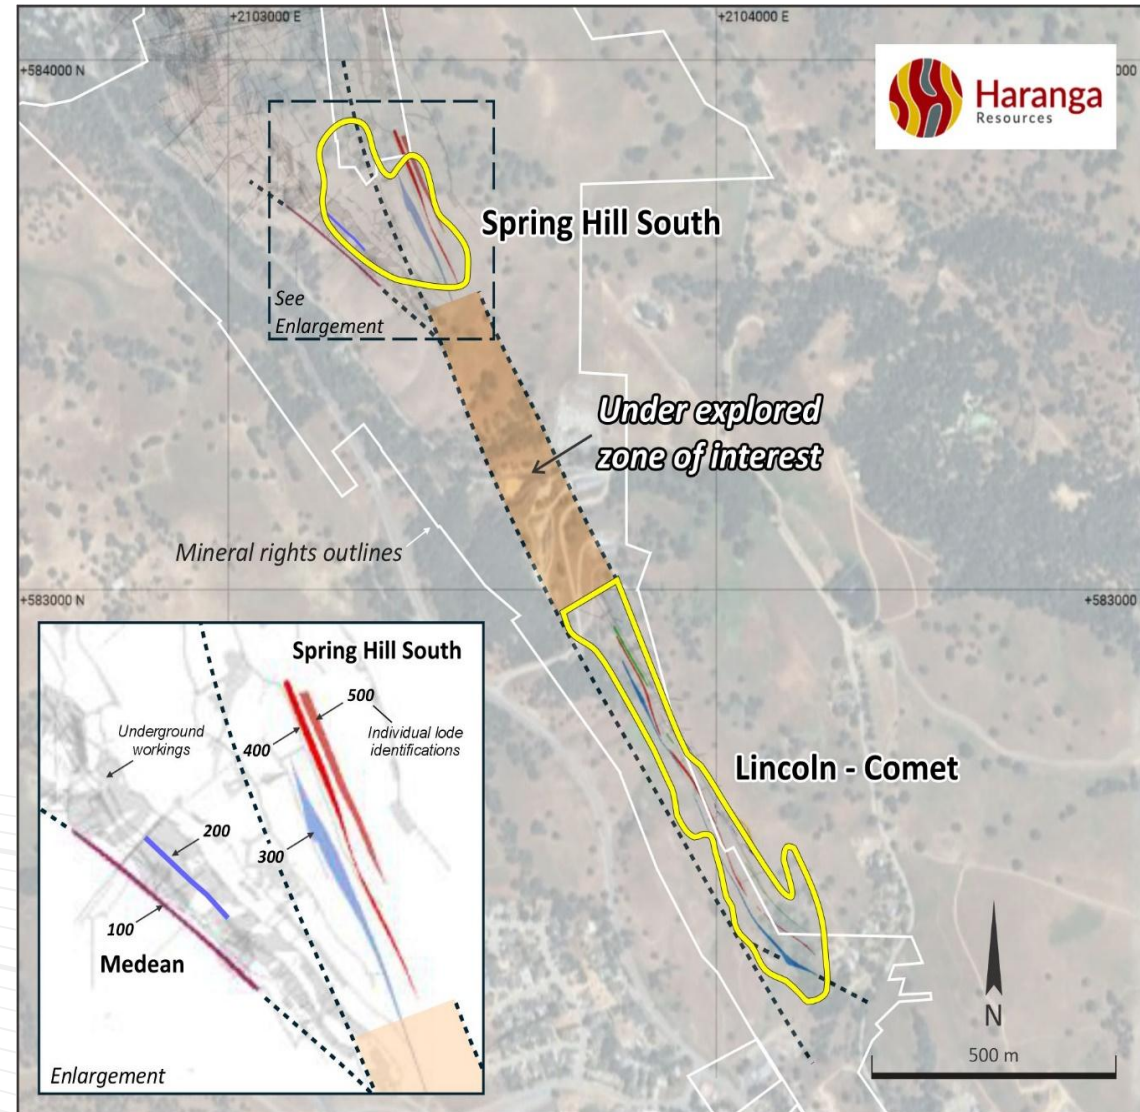 +2103000 E
+2104000 E
+584000 N
000
Haranga
Resources
Spring Hill South
See
Enlargement
Under explored
zone of interest
Mineral rights outlines
+583000 N
+583000
Spring Hill South
500
Underground
workings
400
Individual lode
identifications
200
300
100
Medean
Enlargement
Lincoln - Comet
N
500 m